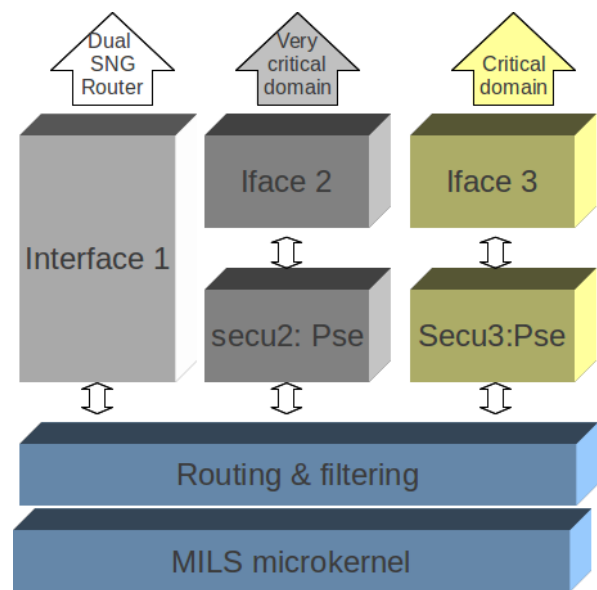 Dual
SNG
Router
Very
critical
domain
Critical
domain
Interface 1
Iface 2
Iface 3
secu2: Pse
Secu3:Pse
Routing & filtering
MILS microkernel